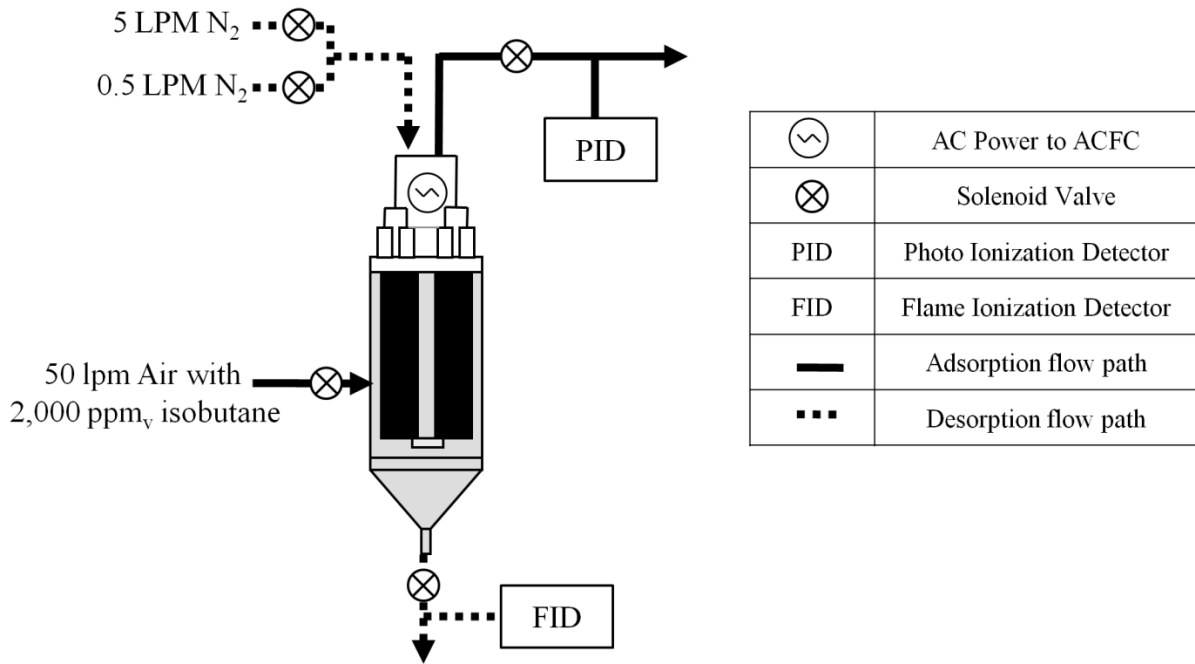 5 LPM N₂
0.5 LPM N₂
PID
50 lpm Air with
2,000 ppmᵥ isobutane
FID
AC Power to ACFC
Solenoid Valve
PID Photo Ionization Detector
FID Flame Ionization Detector
Adsorption flow path
Desorption flow path